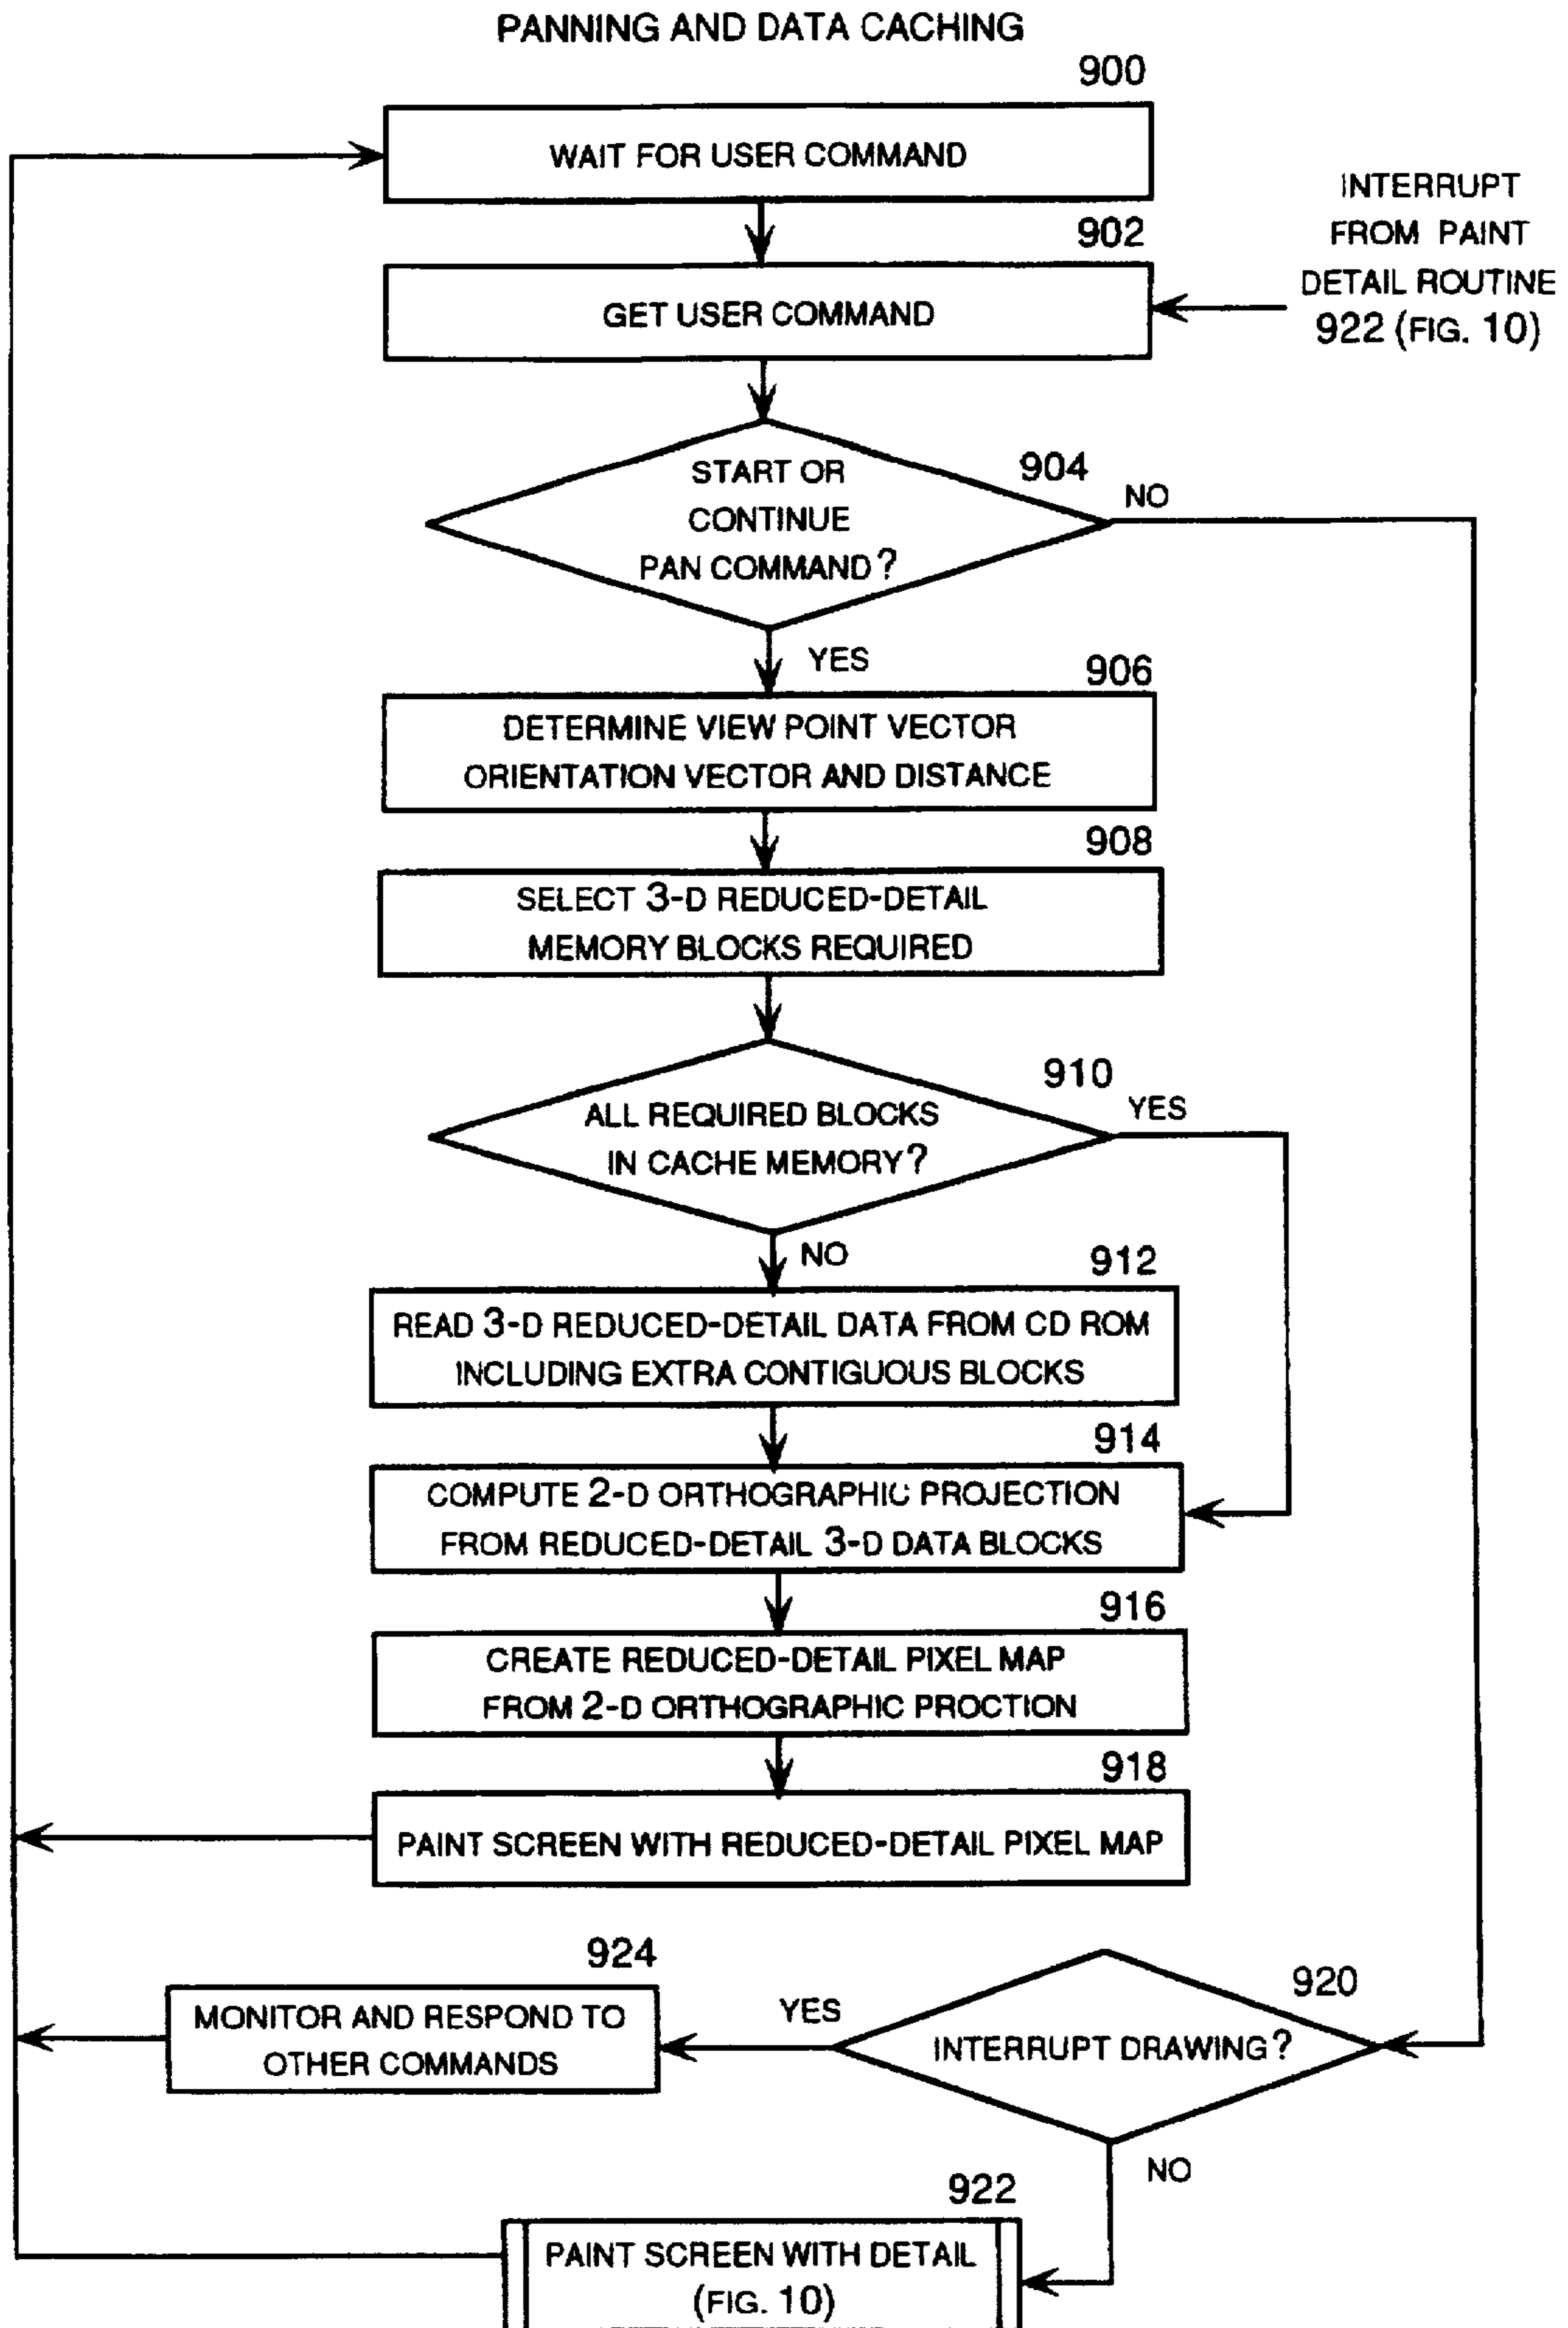 PANNING AND DATA CACHING
900
WAIT FOR USER COMMAND
INTERRUPT
FROM PAINT
DETAIL ROUTINE
922 (FIG. 10)
902
GET USER COMMAND
904
START OR
CONTINUE
PAN COMMAND?
NO
YES
906
DETERMINE VIEW POINT VECTOR
ORIENTATION VECTOR AND DISTANCE
908
SELECT 3-D REDUCED-DETAIL
MEMORY BLOCKS REQUIRED
910
ALL REQUIRED BLOCKS
IN CACHE MEMORY?
YES
NO
912
READ 3-D REDUCED-DETAIL DATA FROM CD ROM
INCLUDING EXTRA CONTIGUOUS BLOCKS
914
COMPUTE 2-D ORTHOGRAPHIC PROJECTION
FROM REDUCED-DETAIL 3-D DATA BLOCKS
916
CREATE REDUCED-DETAIL PIXEL MAP
FROM 2-D ORTHOGRAPHIC PROCTION
918
PAINT SCREEN WITH REDUCED-DETAIL PIXEL MAP
924
MONITOR AND RESPOND TO
OTHER COMMANDS
YES
920
INTERRUPT DRAWING?
NO
922
PAINT SCREEN WITH DETAIL
(FIG. 10)